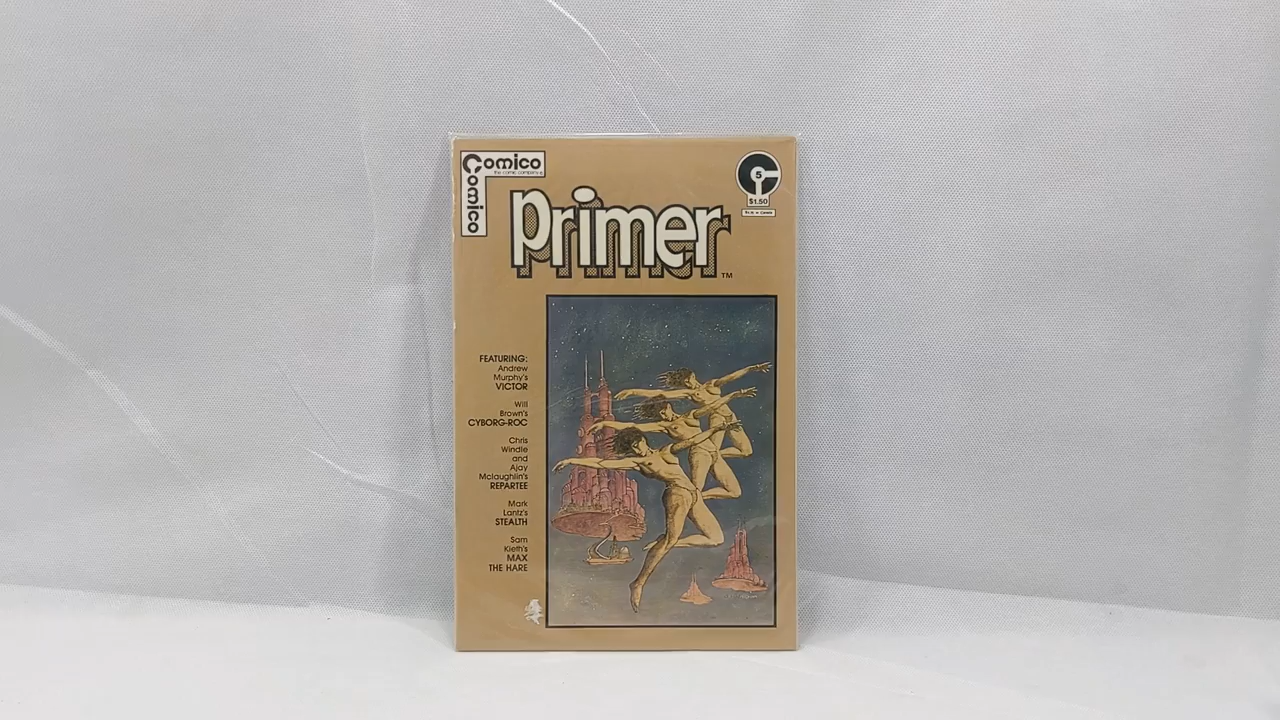 Comico
the comic company
Comico
5
$1.50
Primer
TM
FEATURING:
Andrew
Murphy's
VICTOR
Will
Brown's
CYBORG-ROC
Chris
Windle
and
Ajay
Mclaughlin's
REPARTEE
Mark
Lantz's
STEALTH
Sam
Kieth's
MAX
THE HARE